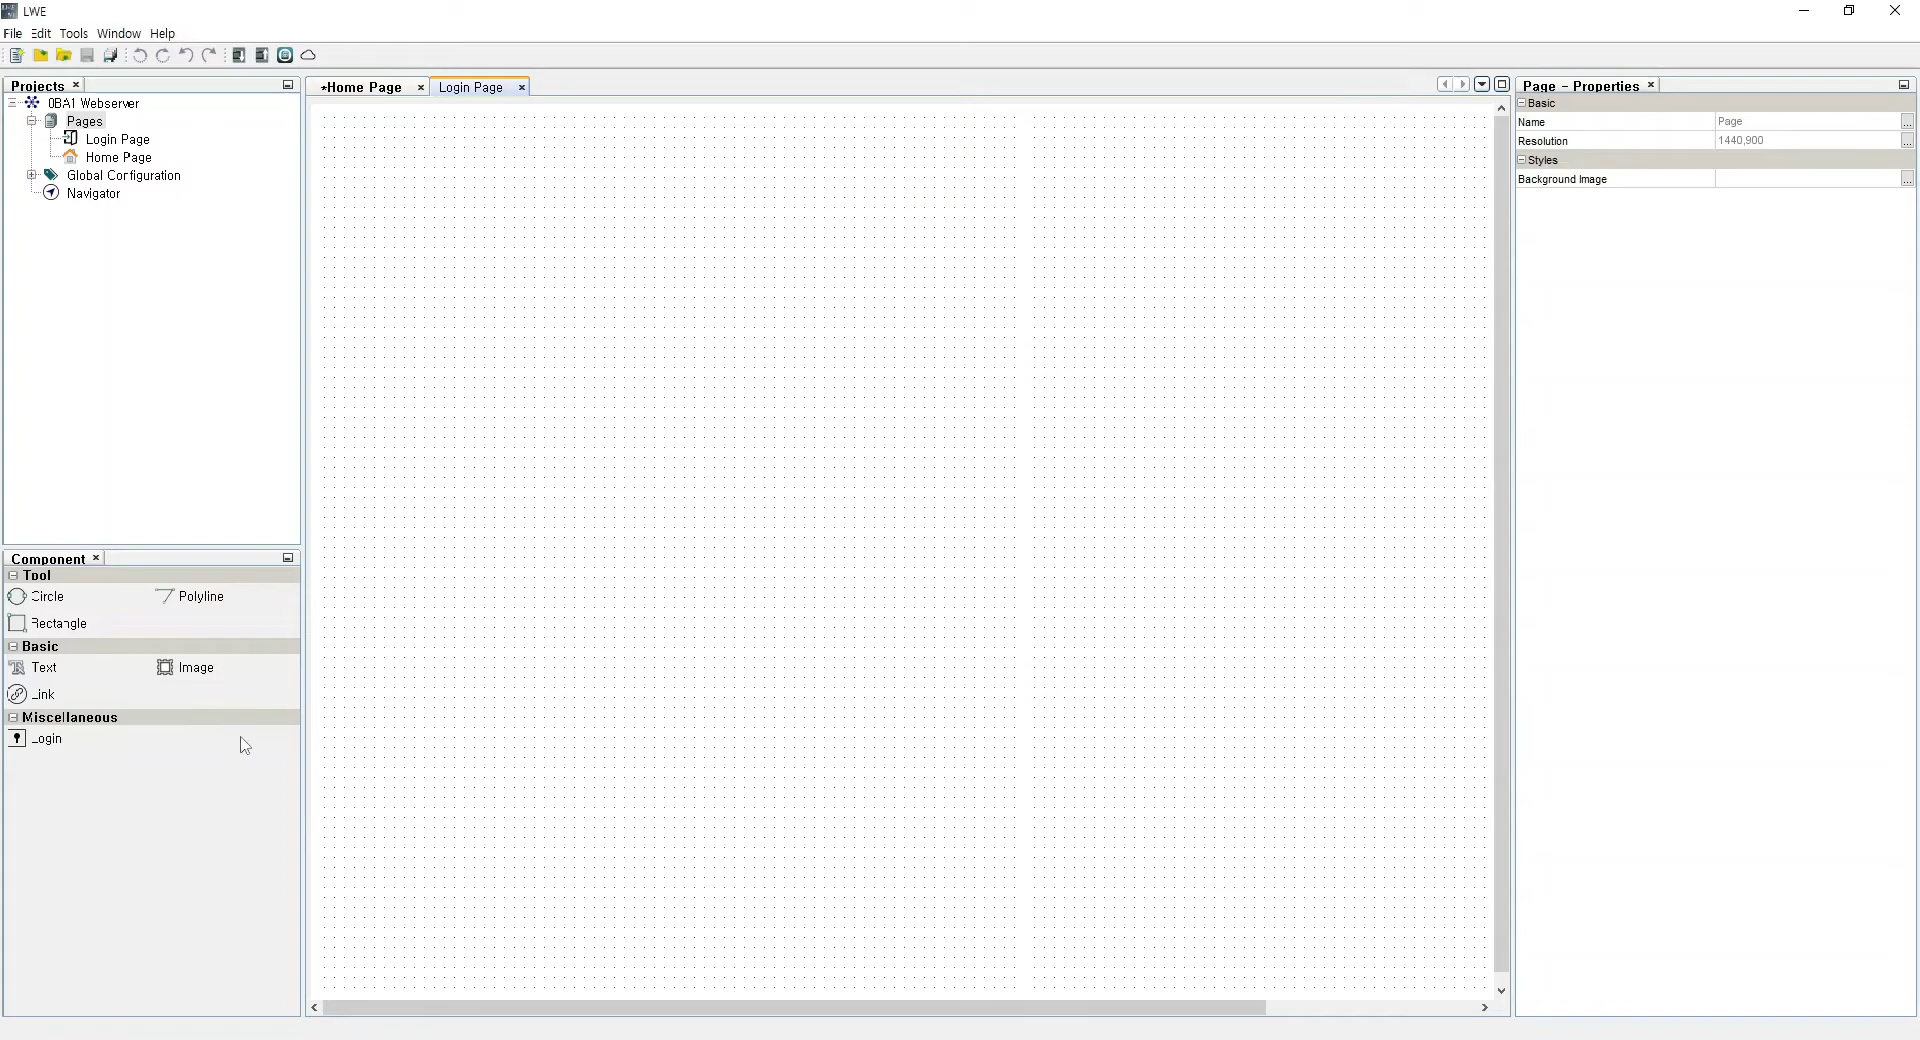 LWE
File Edit Tools Window Help
Projects
*Home Page
Login Page
Page - Properties
0BA1 Webserver
Pages
Login Page
Home Page
Global Configuration
Navigator
Basic
Name Page
Resolution 1440,900
Styles
Background Image
Component
Tool
Circle Polyline
Rectangle
Basic
Text Image
Link
Miscellaneous
Login